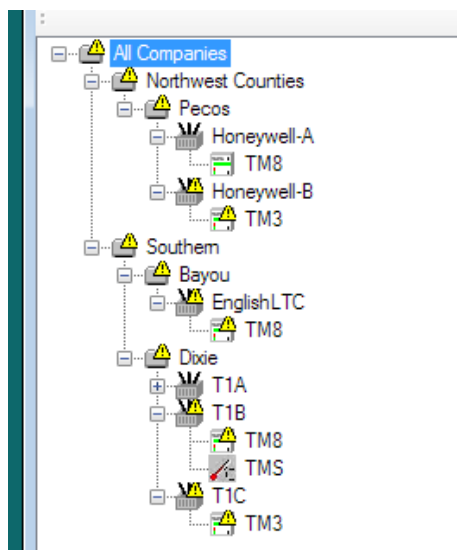 All Companies
Northwest Counties
Pecos
Honeywell-A
TM8
Honeywell-B
TM3
Southern
Bayou
EnglishLTC
TM8
Dixie
T1A
T1B
TM8
TMS
T1C
TM3